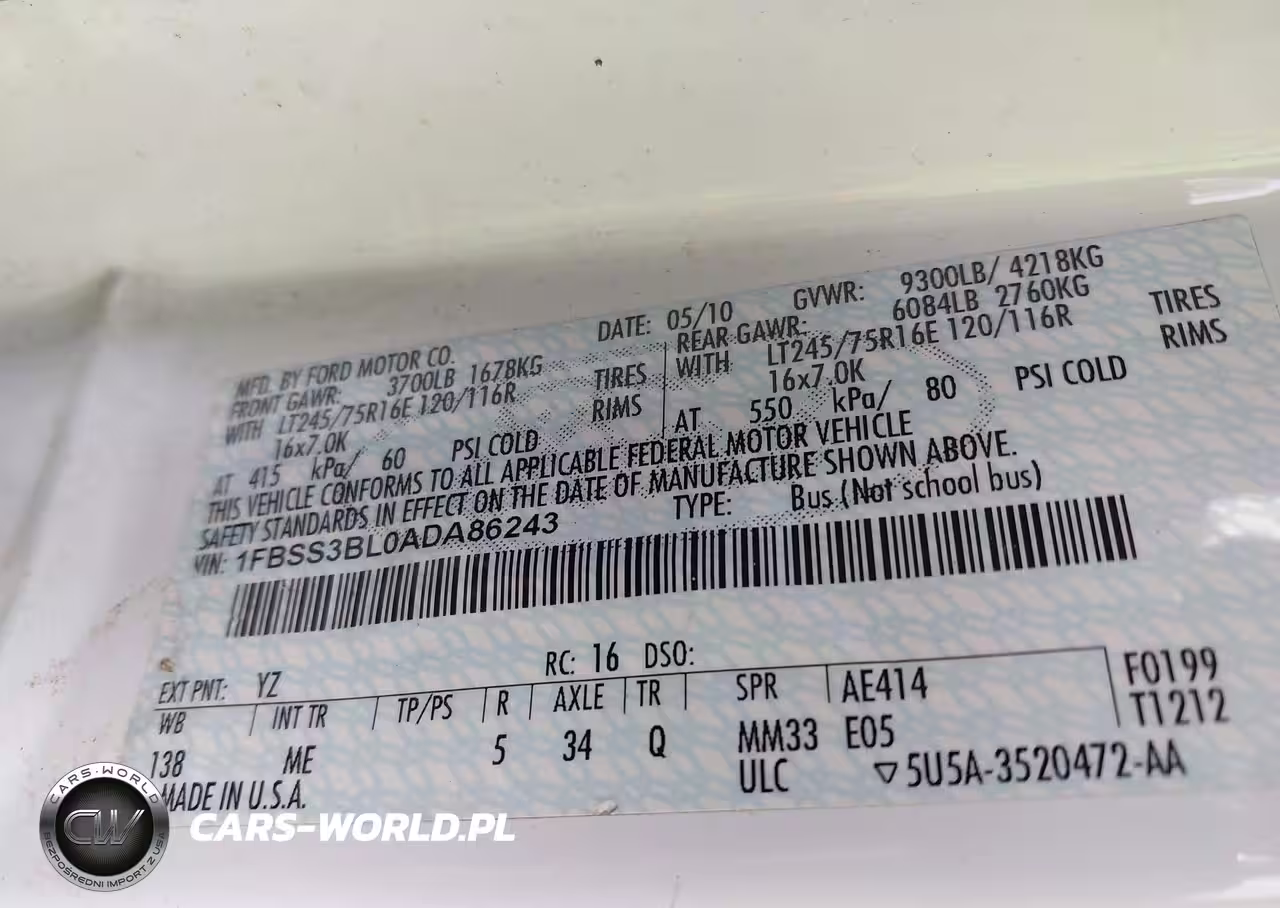 MFD. BY FORD MOTOR CO. DATE: 05/10 GVWR: 9300LB/ 4218KG
FRONT GAWR: 3700LB 1678KG REAR GAWR: 6084LB 2760KG
WITH LT245/75R16E 120/116R TIRES WITH LT245/75R16E 120/116R TIRES
16x7.0K RIMS 16x7.0K RIMS
AT 415 kPa/ 60 PSI COLD AT 550 kPa/ 80 PSI COLD
THIS VEHICLE CONFORMS TO ALL APPLICABLE FEDERAL MOTOR VEHICLE
SAFETY STANDARDS IN EFFECT ON THE DATE OF MANUFACTURE SHOWN ABOVE.
VIN: 1FBSS3BL0ADA86243 TYPE: Bus (Not school bus)
EXT PNT: YZ RC: 16 DSO:
WB INT TR TP/PS R AXLE TR SPR AE414 F0199
138 ME 5 34 Q MM33 E05 T1212
MADE IN U.S.A. ULC ▽5U5A-3520472-AA
CARS-WORLD
CW
BEZPOŚREDNI IMPORT Z USA
CARS-WORLD.PL